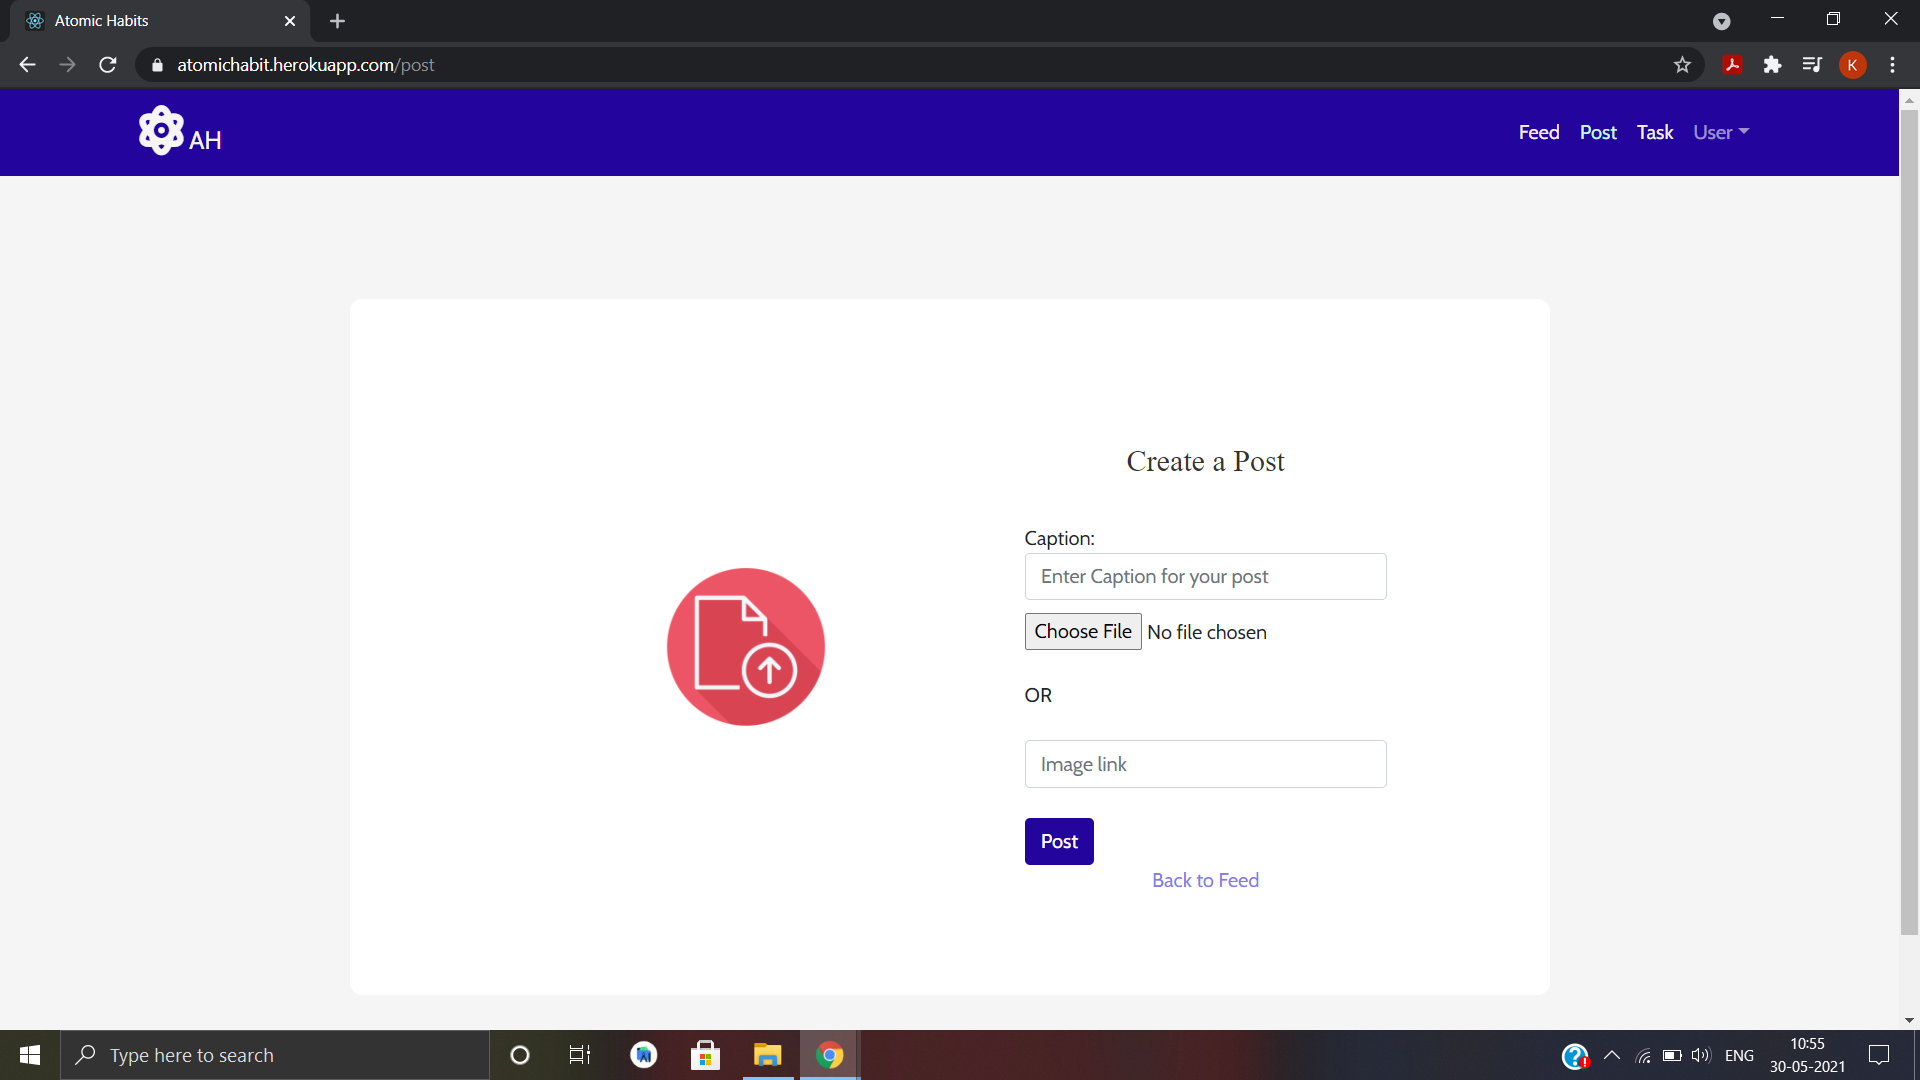 Atomic Habits
atomichabit.herokuapp.com/post
K
AH
Feed Post Task User
Create a Post
Caption:
Enter Caption for your post
Choose File No file chosen
OR
Image link
Post
Back to Feed
Type here to search
ENG
10:55
30-05-2021